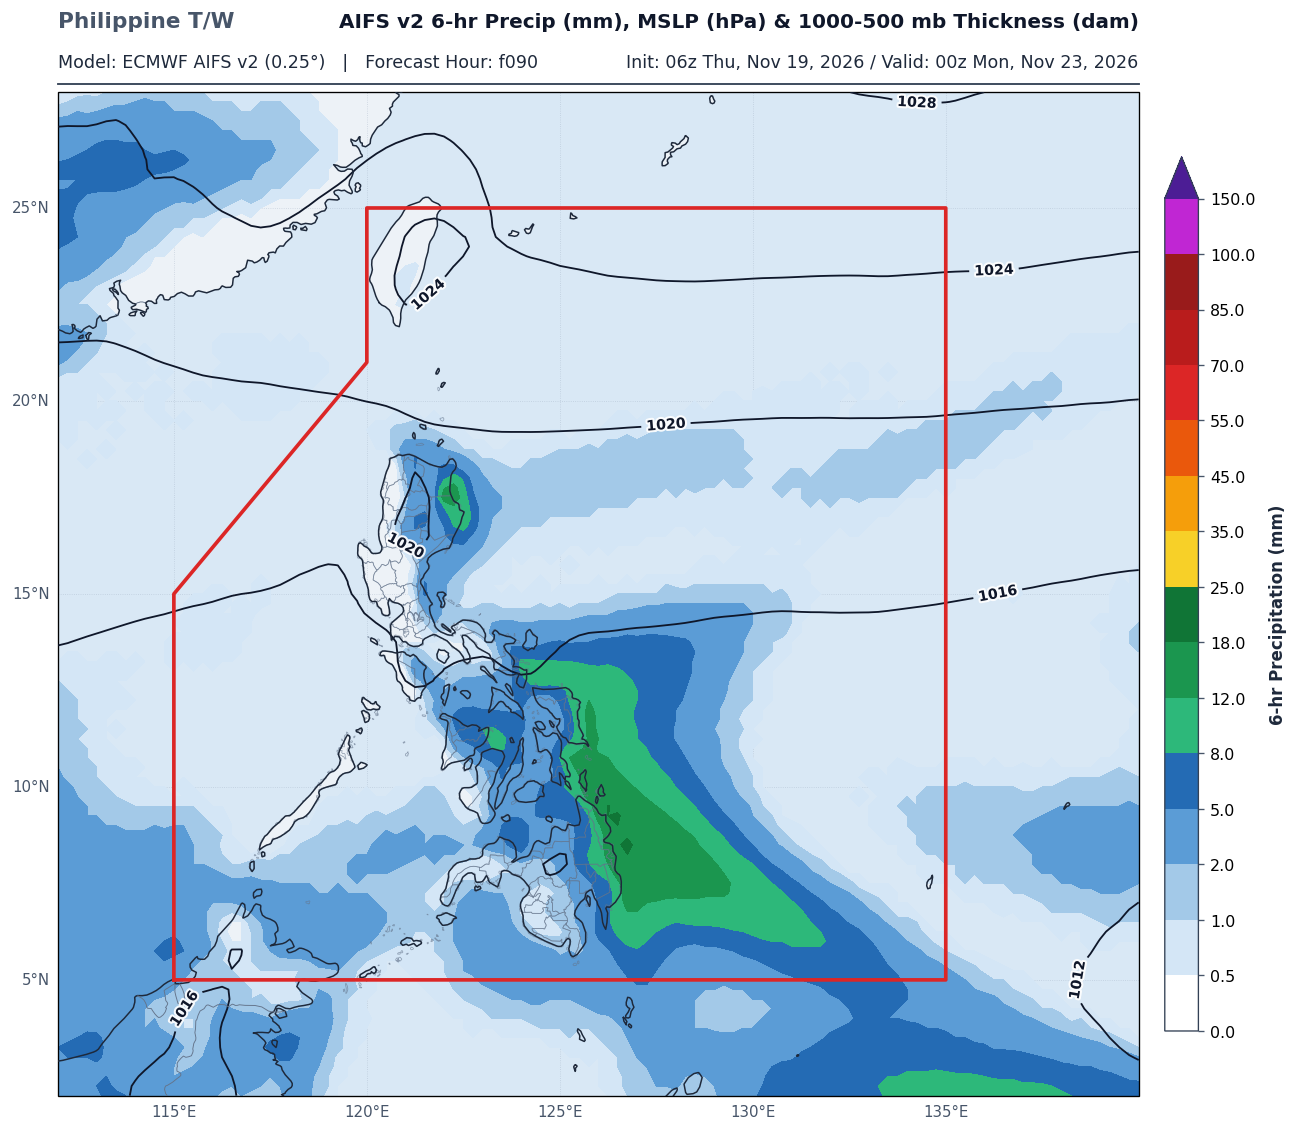 Philippine T/W
AIFS v2 6-hr Precip (mm), MSLP (hPa) & 1000-500 mb Thickness (dam)
Model: ECMWF AIFS v2 (0.25°) | Forecast Hour: f090
Init: 06z Thu, Nov 19, 2026 / Valid: 00z Mon, Nov 23, 2026
1028
1024
1024
1020
1020
1016
1016
1012
25°N
20°N
15°N
10°N
5°N
115°E
120°E
125°E
130°E
135°E
150.0
100.0
85.0
70.0
55.0
45.0
35.0
25.0
18.0
12.0
8.0
5.0
2.0
1.0
0.5
0.0
6-hr Precipitation (mm)